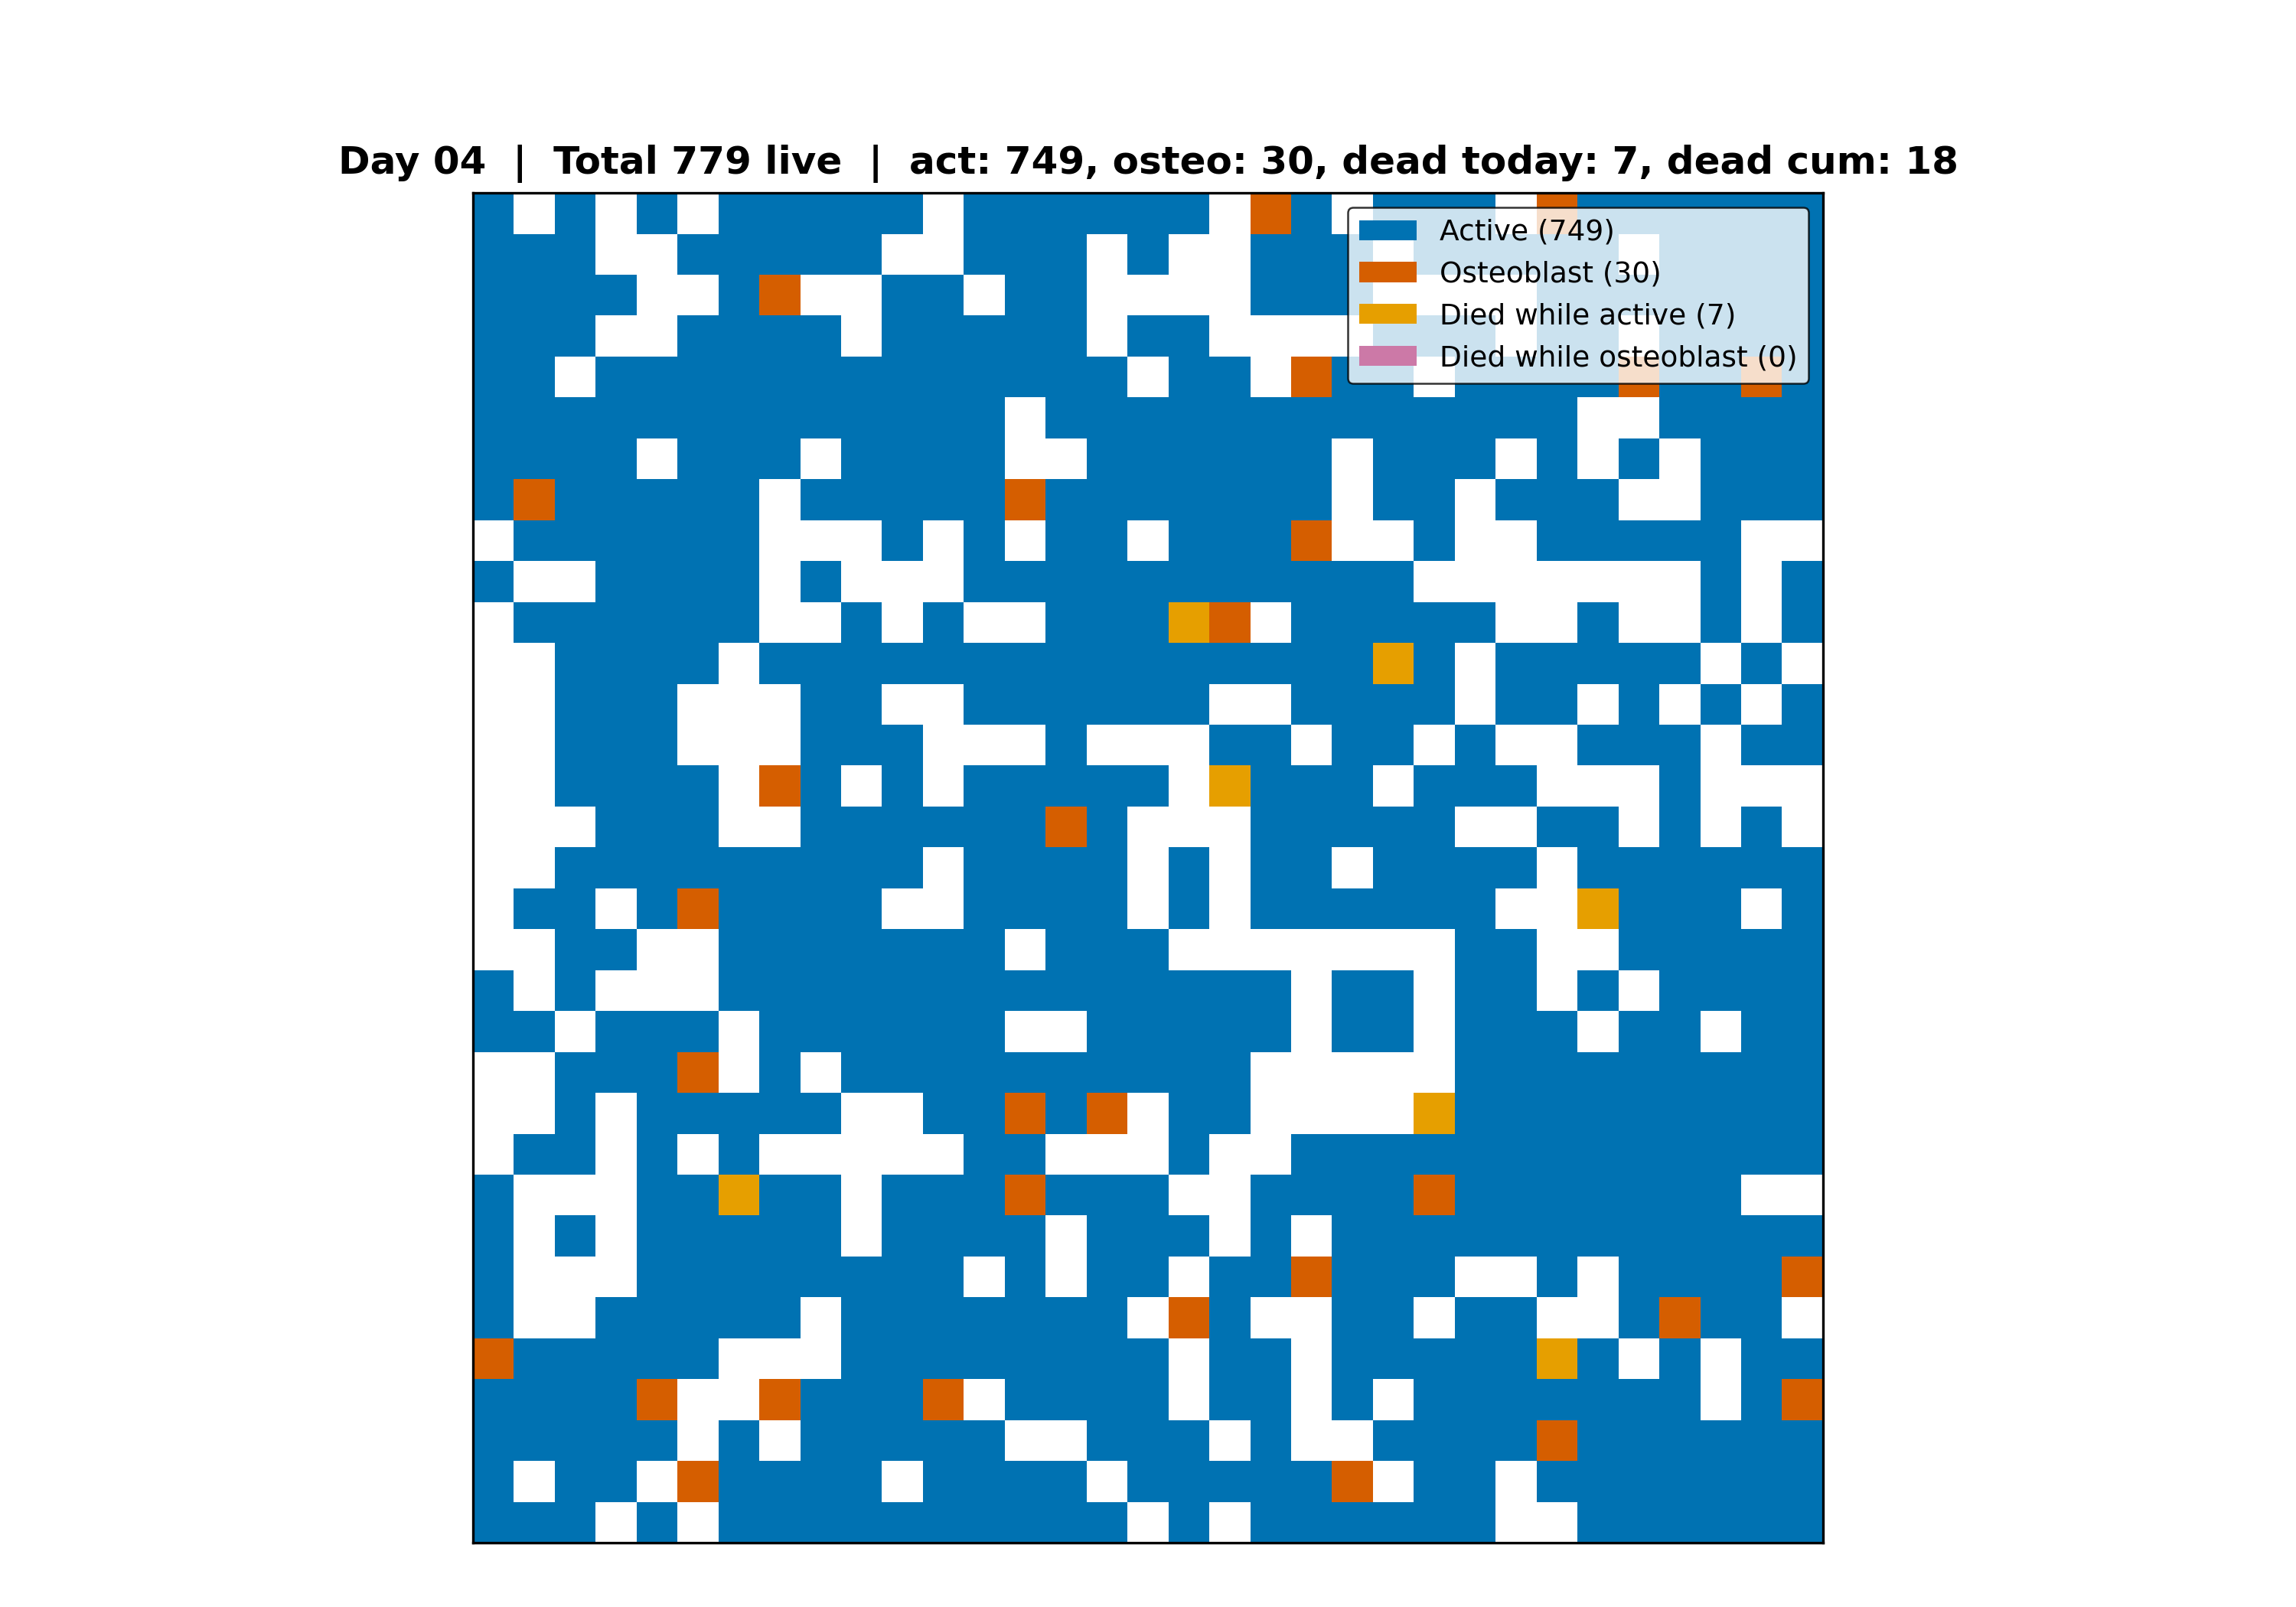 Day 04 | Total 779 live | act: 749, osteo: 30, dead today: 7, dead cum: 18
Active (749)
Osteoblast (30)
Died while active (7)
Died while osteoblast (0)